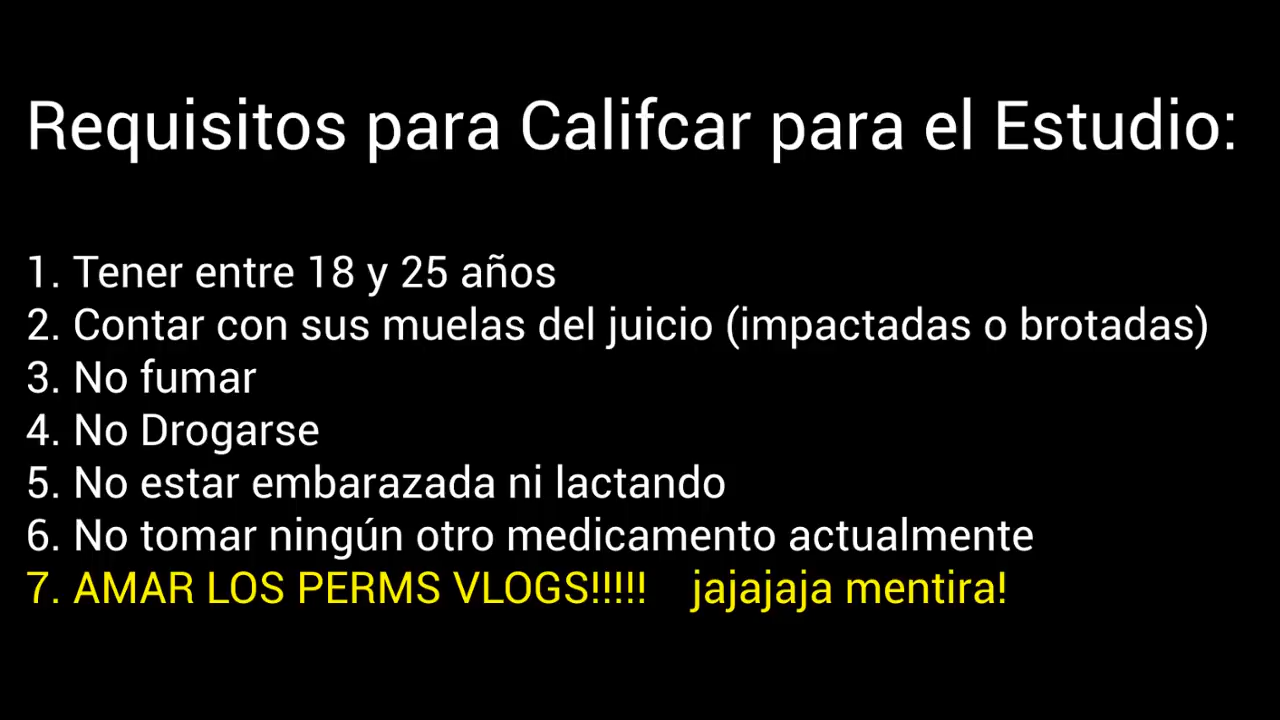 Requisitos para Califcar para el Estudio:
1. Tener entre 18 y 25 años
2. Contar con sus muelas del juicio (impactadas o brotadas)
3. No fumar
4. No Drogarse
5. No estar embarazada ni lactando
6. No tomar ningún otro medicamento actualmente
7. AMAR LOS PERMS VLOGS!!!!! jajajaja mentira!